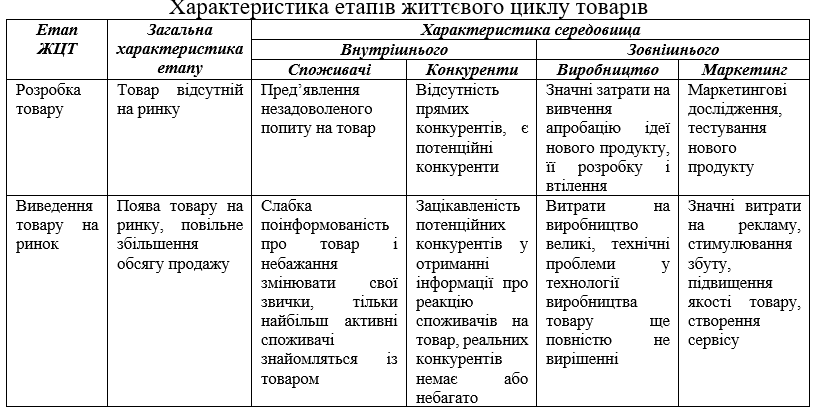 Характеристика етапів життєвого циклу товарів
Етап
ЖЦТ
Загальна
характеристика
етапу
Характеристика середовища
Внутрішнього
Зовнішнього
Споживачі
Конкуренти
Виробництво
Маркетинг
Розробка
товару
Товар відсутній
на ринку
Пред’явлення
незадоволеного
попиту на товар
Відсутність
прямих
конкурентів, є
потенційні
конкуренти
Значні затрати на
вивчення
апробацію ідеї
нового продукту,
її розробку і
втілення
Маркетингові
дослідження,
тестування
нового
продукту
Виведення
товару на
ринок
Поява товару на
ринку, повільне
збільшення
обсягу продажу
Слабка
поінформованість
про товар і
небажання
змінювати свої
звички, тільки
найбільш активні
споживачі
знайомляться із
товаром
Зацікавленість
потенційних
конкурентів у
отриманні
інформації про
реакцію
споживачів на
товар, реальних
конкурентів
немає або
небагато
Витрати на
виробництво
великі, технічні
проблеми у
технології
виробництва
товару ще
повністю не
вирішенні
Значні витрати
на рекламу,
стимулювання
збуту,
підвищення
якості товару,
створення
сервісу